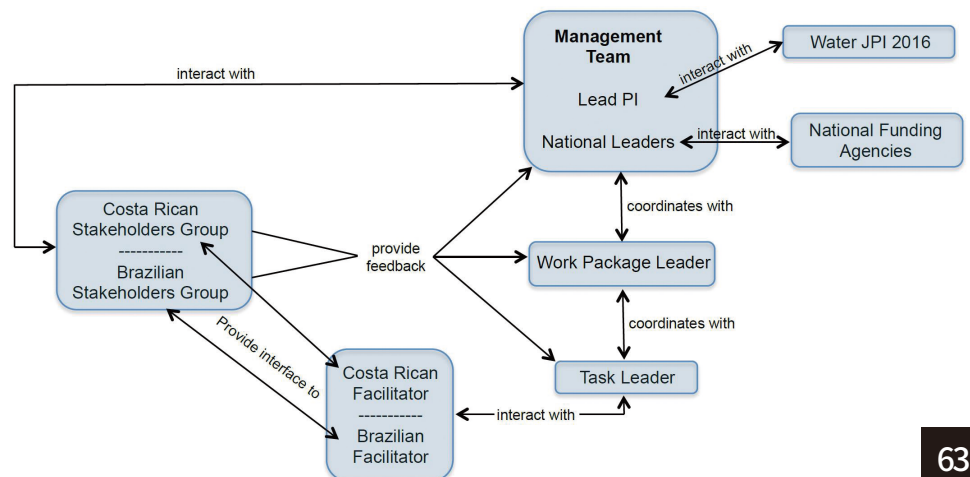 Management
Team
Lead PI
National Leaders
interact with
Water JPI 2016
interact with
National Funding
Agencies
interact with
coordinates with
Costa Rican
Stakeholders Group
-----------
Brazilian
Stakeholders Group
provide
feedback
Work Package Leader
coordinates with
Provide interface to
Task Leader
Costa Rican
Facilitator
-----------
Brazilian
Facilitator
interact with
63